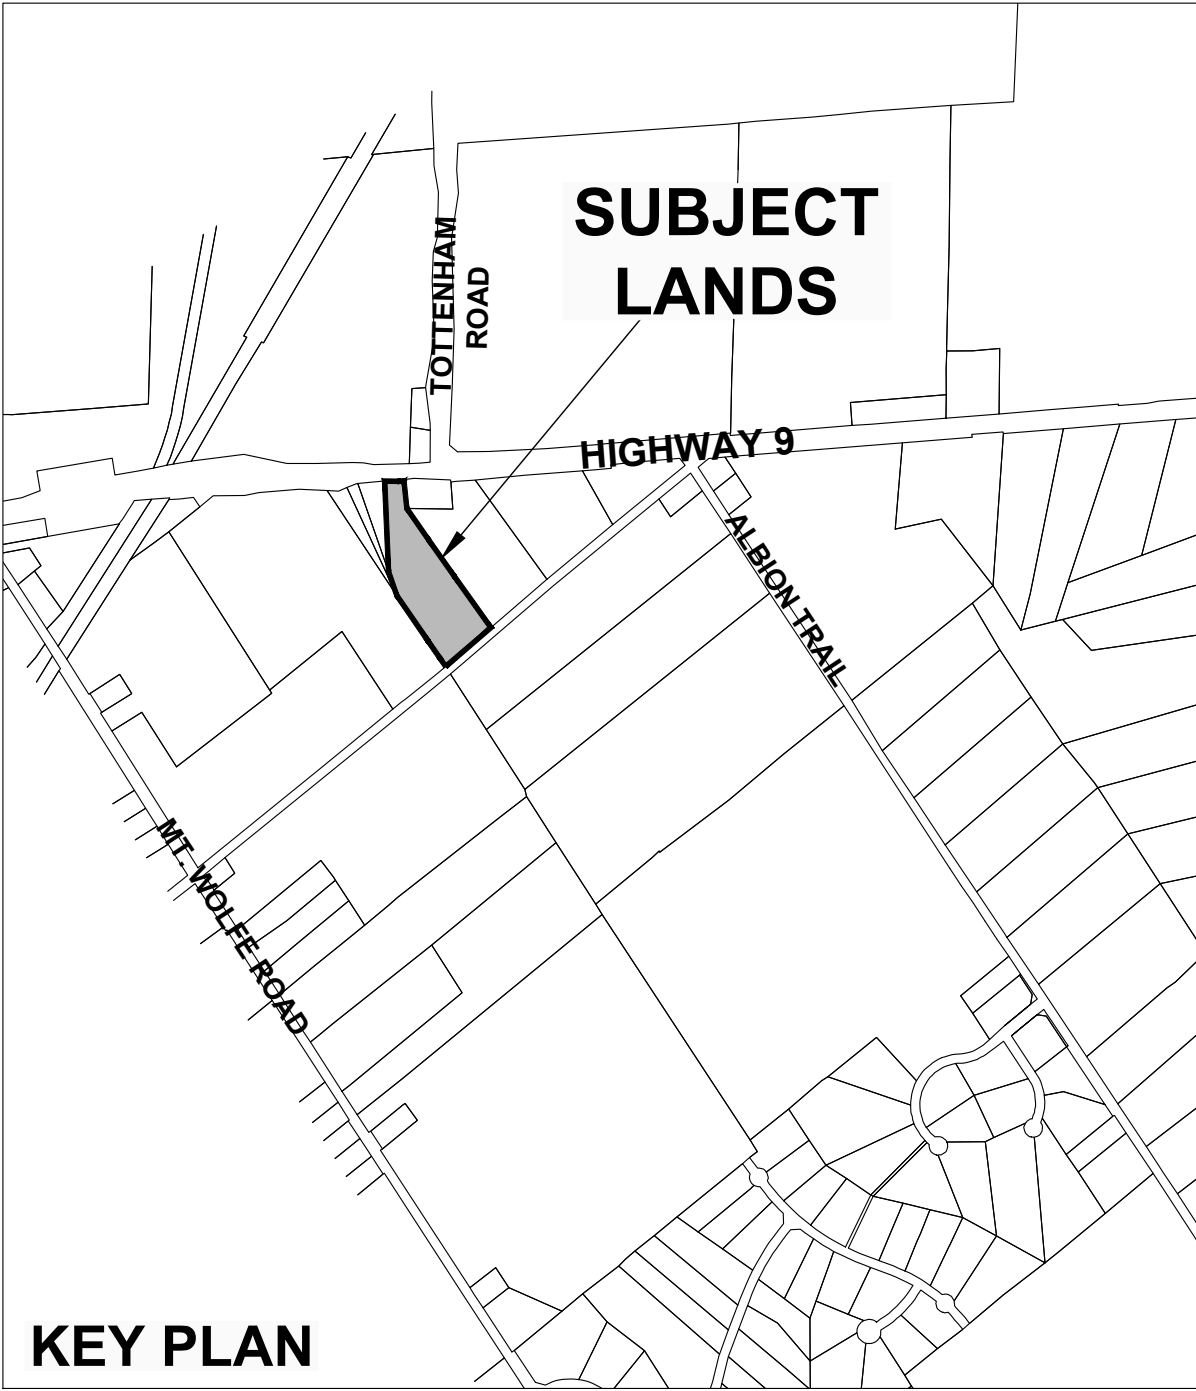 SUBJECT
LANDS
TOTTENHAM
ROAD
HIGHWAY 9
ALBION TRAIL
MT. WOLFE ROAD
KEY PLAN